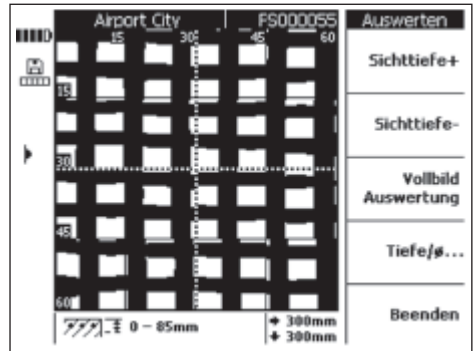 Airport City FS000055 Auswerten
15 30 45 60
Sichttiefe+
15
Sichttiefe-
30
Vollbild
Auswertung
45
Tiefe/ø...
60
Beenden
0 - 85mm
300mm
300mm